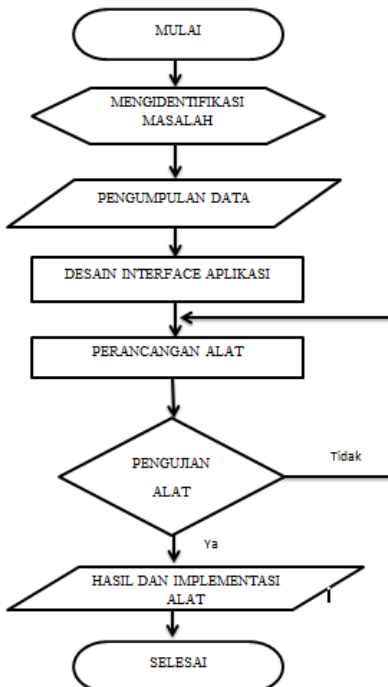 MULAI
MENGIDENTIFIKASI
MASALAH
PENGUMPULAN DATA
DESAIN INTERFACE APLIKASI
PERANCANGAN ALAT
PENGUJIAN
ALAT
Tidak
Ya
HASIL DAN IMPLEMENTASI
ALAT
SELESAI